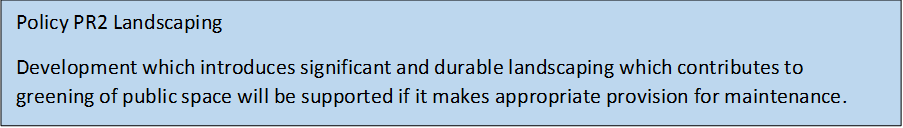 Policy PR2 Landscaping
Development which introduces significant and durable landscaping which contributes to
greening of public space will be supported if it makes appropriate provision for maintenance.